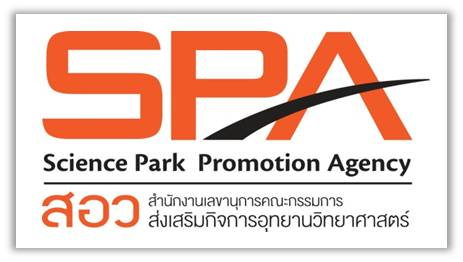 SPA
Science Park Promotion Agency
สอว สำนักงานเลขานุการคณะกรรมการ
ส่งเสริมกิจการอุทยานวิทยาศาสตร์